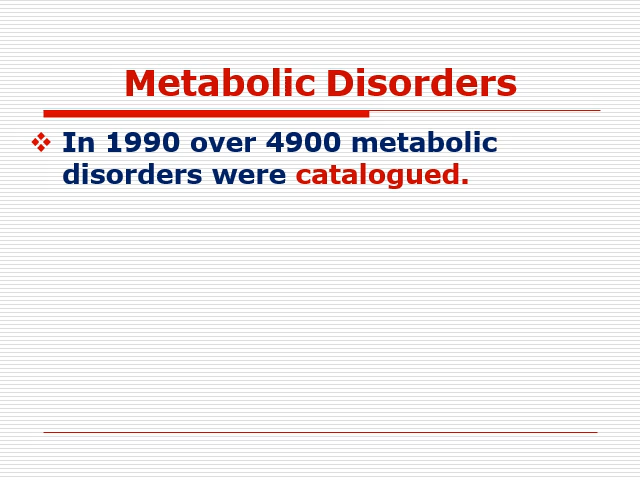 Metabolic Disorders
In 1990 over 4900 metabolic
disorders were catalogued.